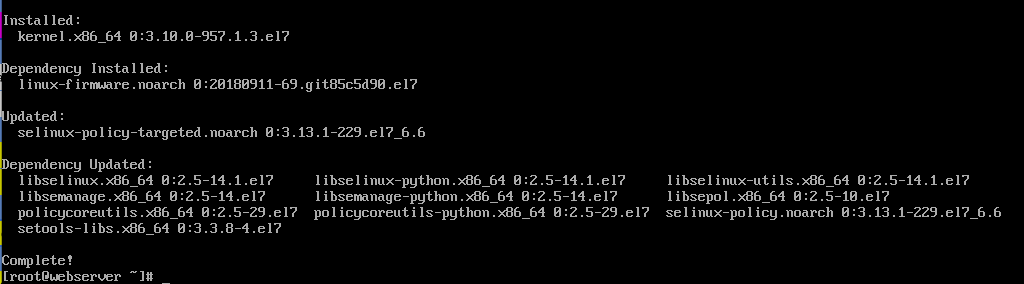 Installed:
  kernel.x86_64 0:3.10.0-957.1.3.el7

Dependency Installed:
  linux-firmware.noarch 0:20180911-69.git85c5d90.el7

Updated:
  selinux-policy-targeted.noarch 0:3.13.1-229.el7_6.6

Dependency Updated:
  libselinux.x86_64 0:2.5-14.1.el7     libselinux-python.x86_64 0:2.5-14.1.el7     libselinux-utils.x86_64 0:2.5-14.1.el7
  libsemanage.x86_64 0:2.5-14.el7      libsemanage-python.x86_64 0:2.5-14.el7      libsepol.x86_64 0:2.5-10.el7
  policycoreutils.x86_64 0:2.5-29.el7  policycoreutils-python.x86_64 0:2.5-29.el7  selinux-policy.noarch 0:3.13.1-229.el7_6.6
  setools-libs.x86_64 0:3.3.8-4.el7

Complete!
[root@webserver ~]# _